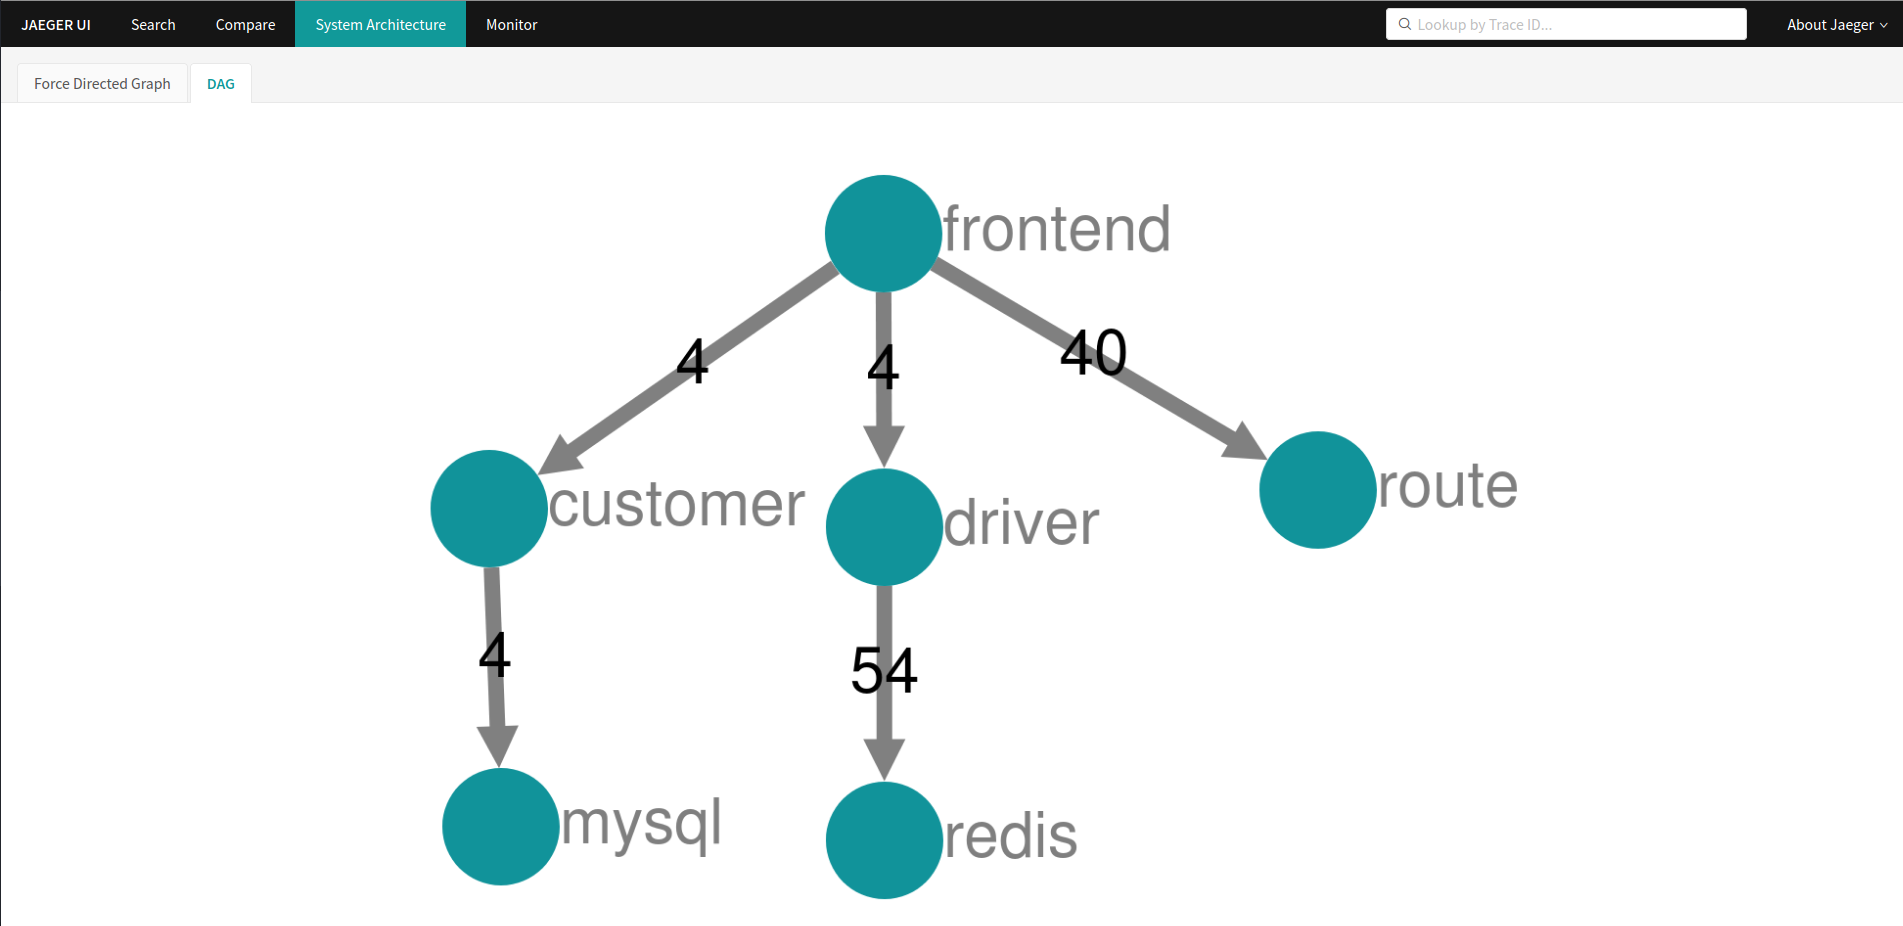 JAEGER UI Search Compare System Architecture Monitor Lookup by Trace ID... About Jaeger
Force Directed Graph DAG
frontend
4 4 40
customer driver route
4 54
mysql redis